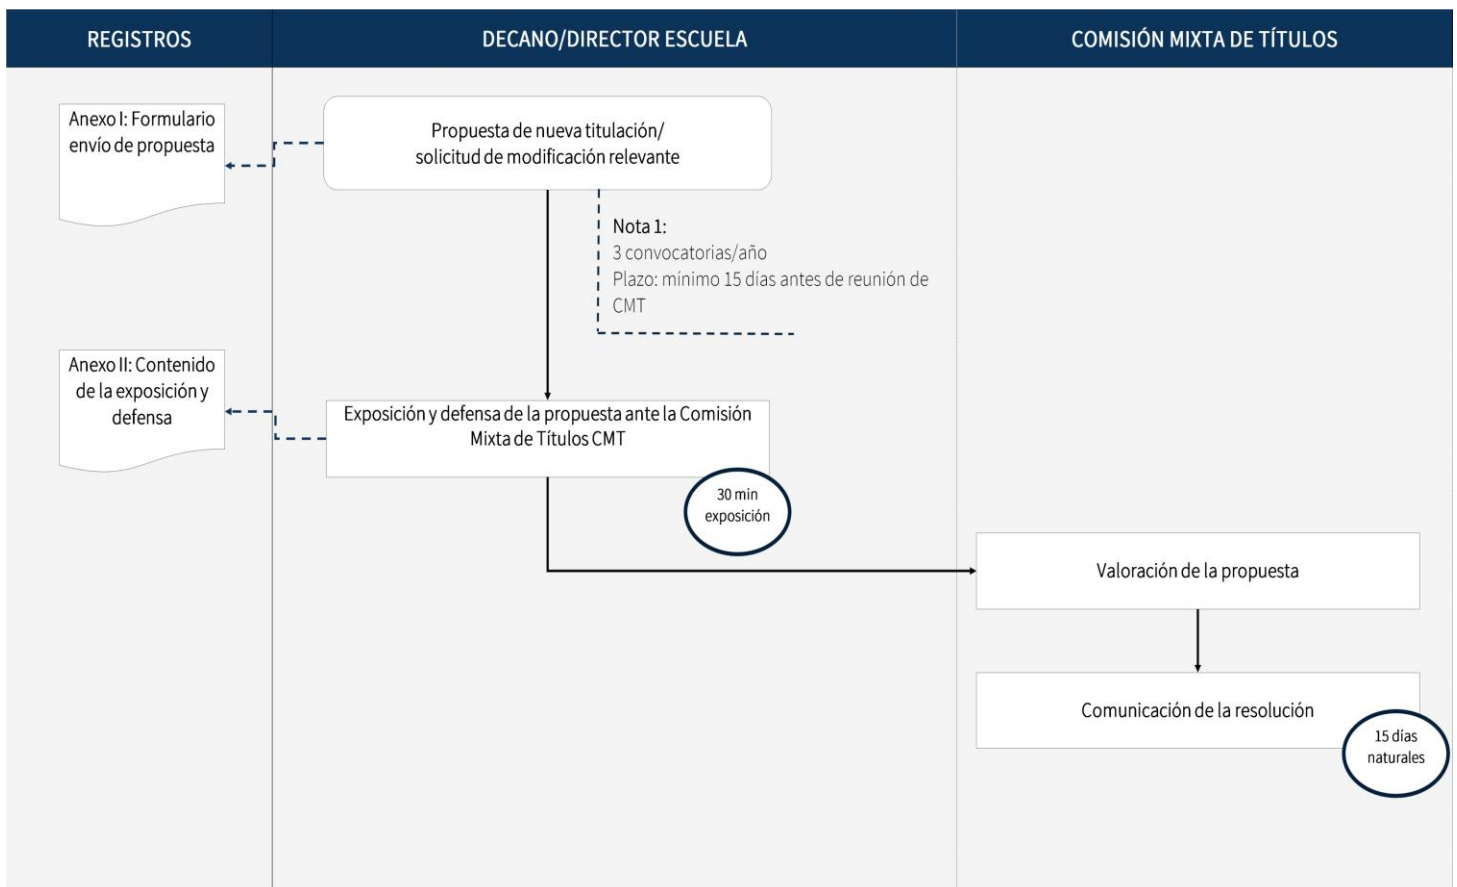 REGISTROS
DECANO/DIRECTOR ESCUELA
COMISIÓN MIXTA DE TÍTULOS
Anexo I: Formulario
envío de propuesta
Propuesta de nueva titulación/
solicitud de modificación relevante
Nota 1:
3 convocatorias/año
Plazo: mínimo 15 días antes de reunión de
CMT
Anexo II: Contenido
de la exposición y
defensa
Exposición y defensa de la propuesta ante la Comisión
Mixta de Títulos CMT
30 min
exposición
Valoración de la propuesta
Comunicación de la resolución
15 días
naturales